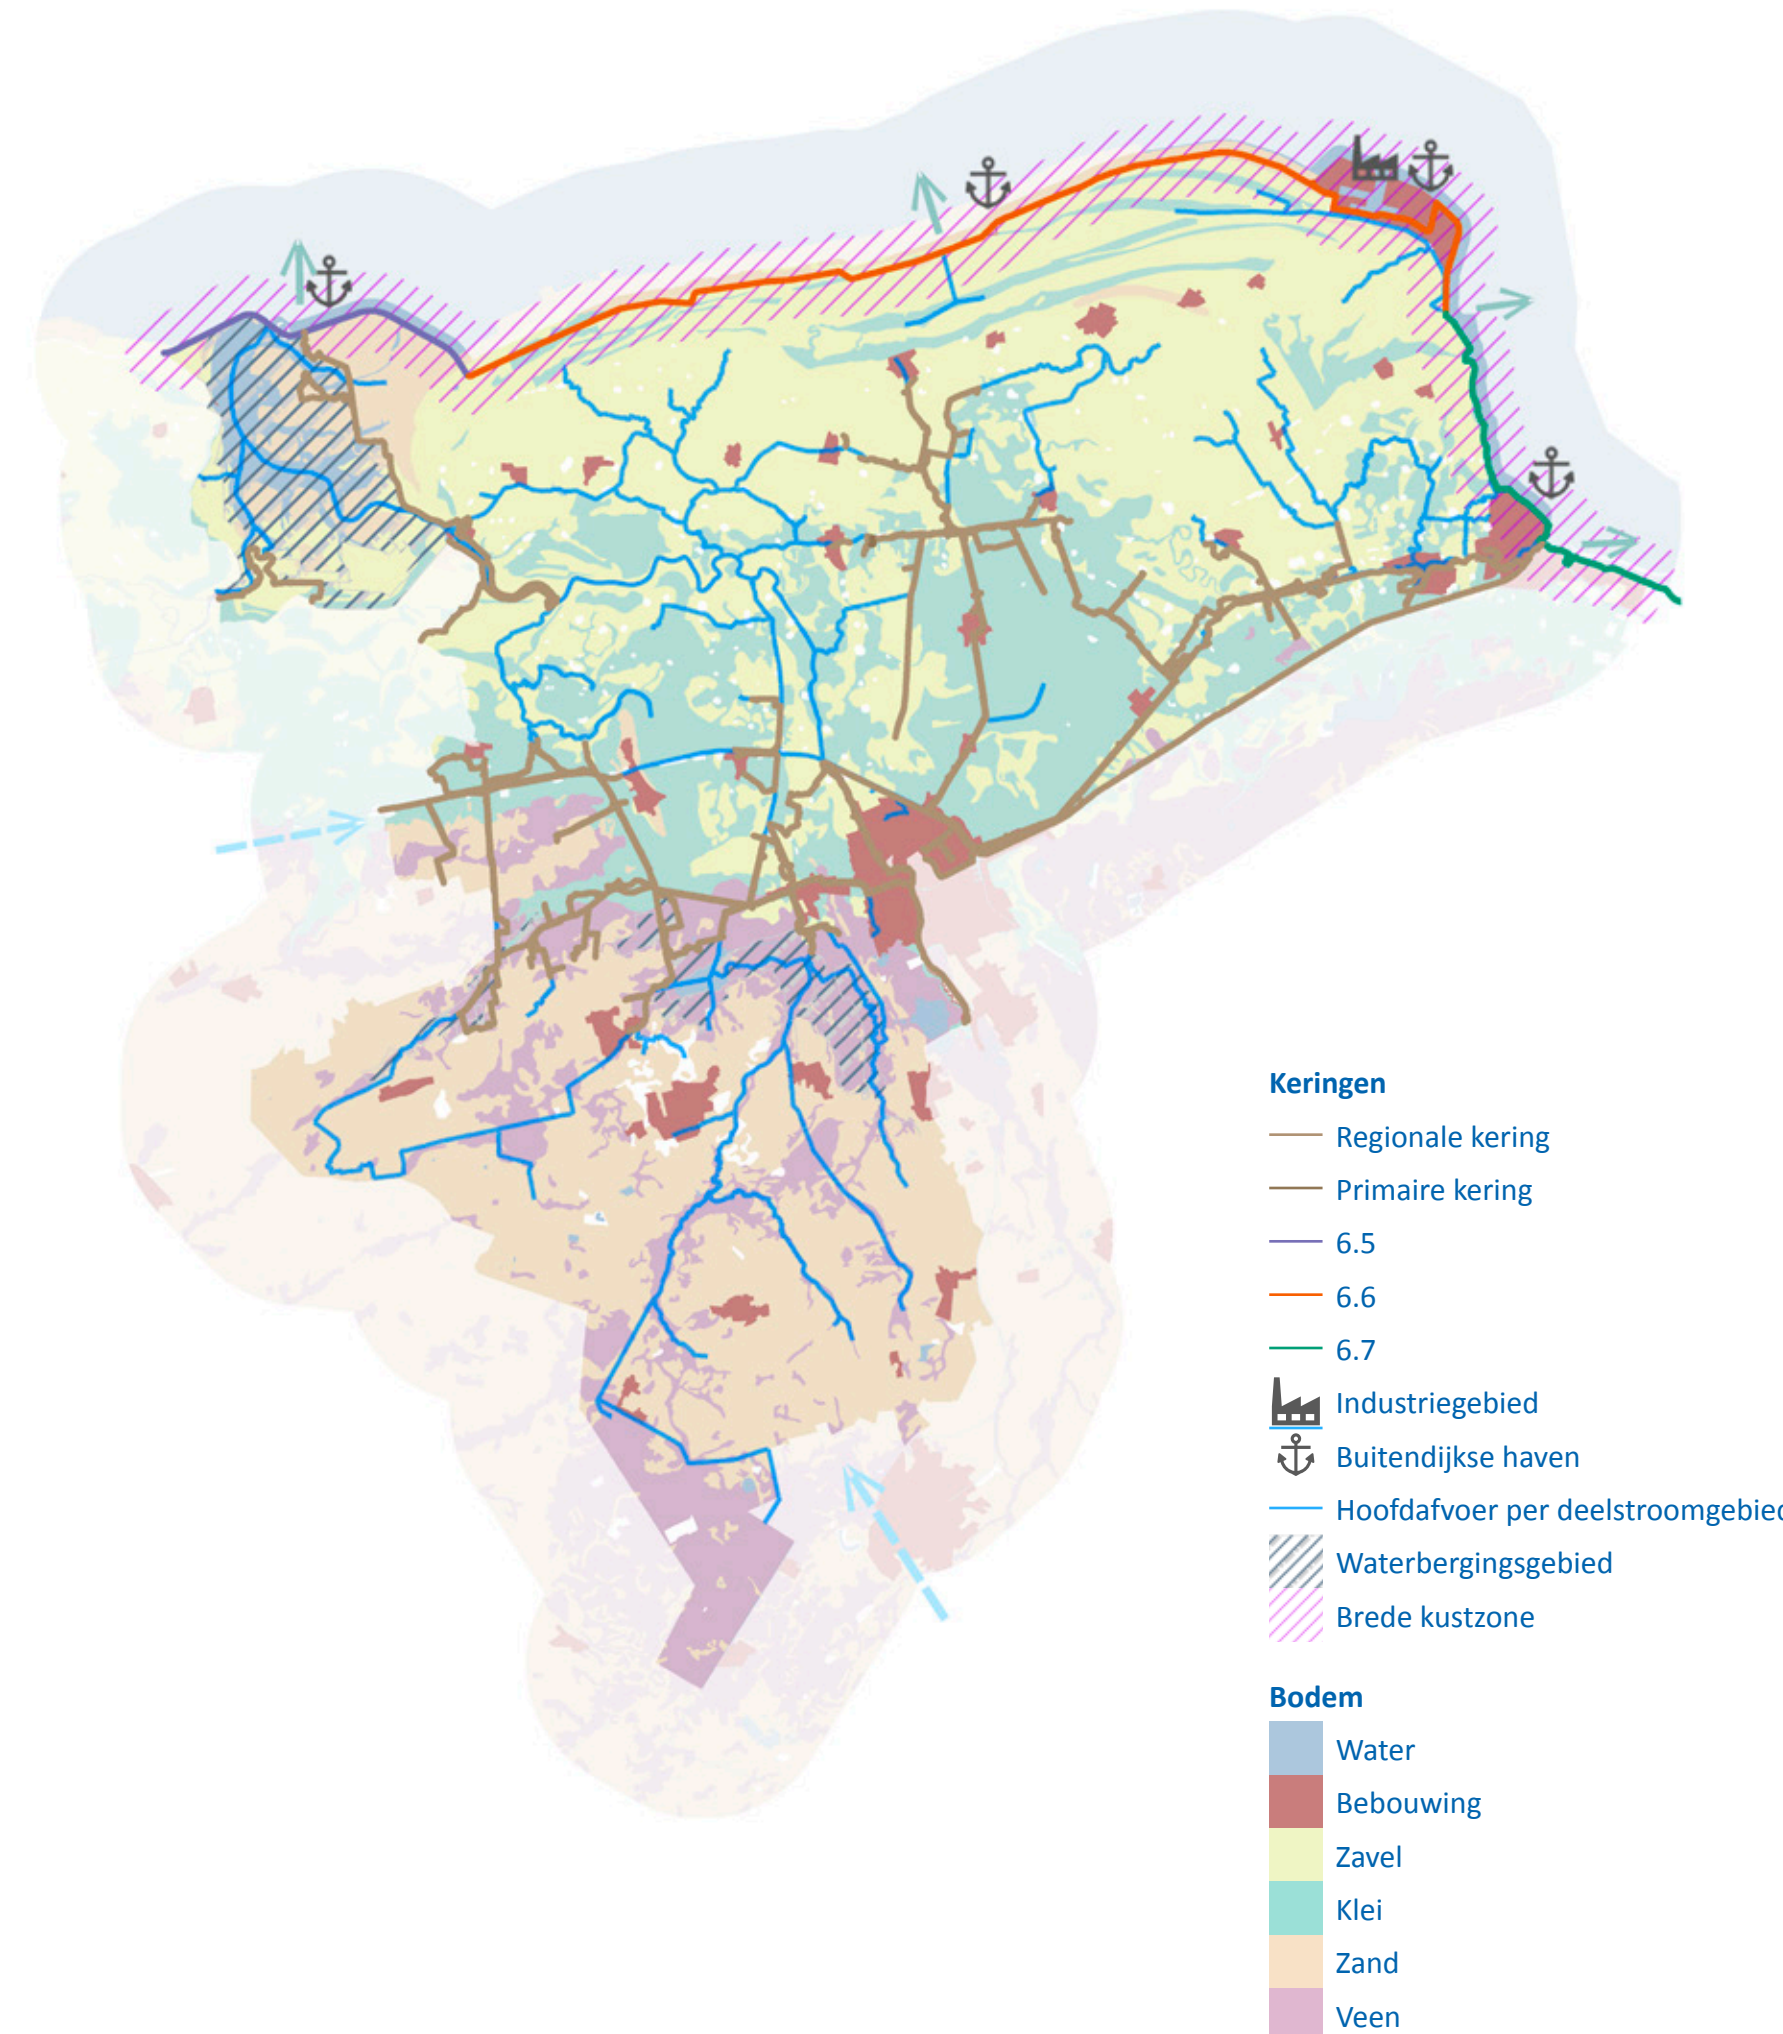 Keringen
Regionale kering
Primaire kering
6.5
6.6
6.7
Industriegebied
Buitendijkse haven
Hoofdafvoer per deelstroomgebied
Waterbergingsgebied
Brede kustzone
Bodem
Water
Bebouwing
Zavel
Klei
Zand
Veen